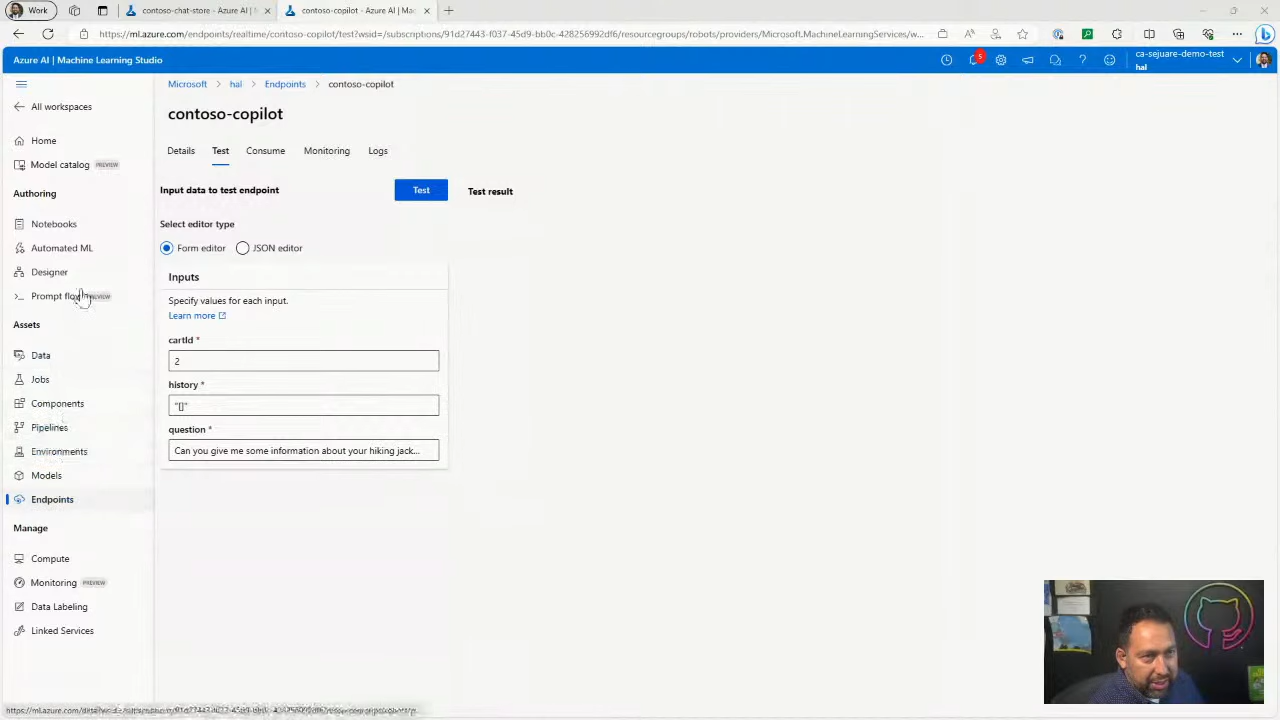 Work
contoso-chat-store - Azure AI | M
contoso-copilot - Azure AI | Mac
https://ml.azure.com/endpoints/realtime/contoso-copilot/test?wsid=/subscriptions/91d27443-f037-45d9-bb0c-428256992df6/resourcegroups/robots/providers/Microsoft.MachineLearningServices/w...
Azure AI | Machine Learning Studio
5
ca-sejuare-demo-test
hal
Microsoft > hal > Endpoints > contoso-copilot
All workspaces
contoso-copilot
Home
Details Test Consume Monitoring Logs
Model catalog PREVIEW
Authoring
Input data to test endpoint
Test
Test result
Notebooks
Select editor type
Automated ML
Form editor JSON editor
Designer
Inputs
Prompt flow PREVIEW
Specify values for each input.
Learn more
Assets
cartId *
Data
2
Jobs
history *
Components
"[]"
Pipelines
question *
Environments
Can you give me some information about your hiking jack...
Models
Endpoints
Manage
Compute
Monitoring PREVIEW
Data Labeling
Linked Services